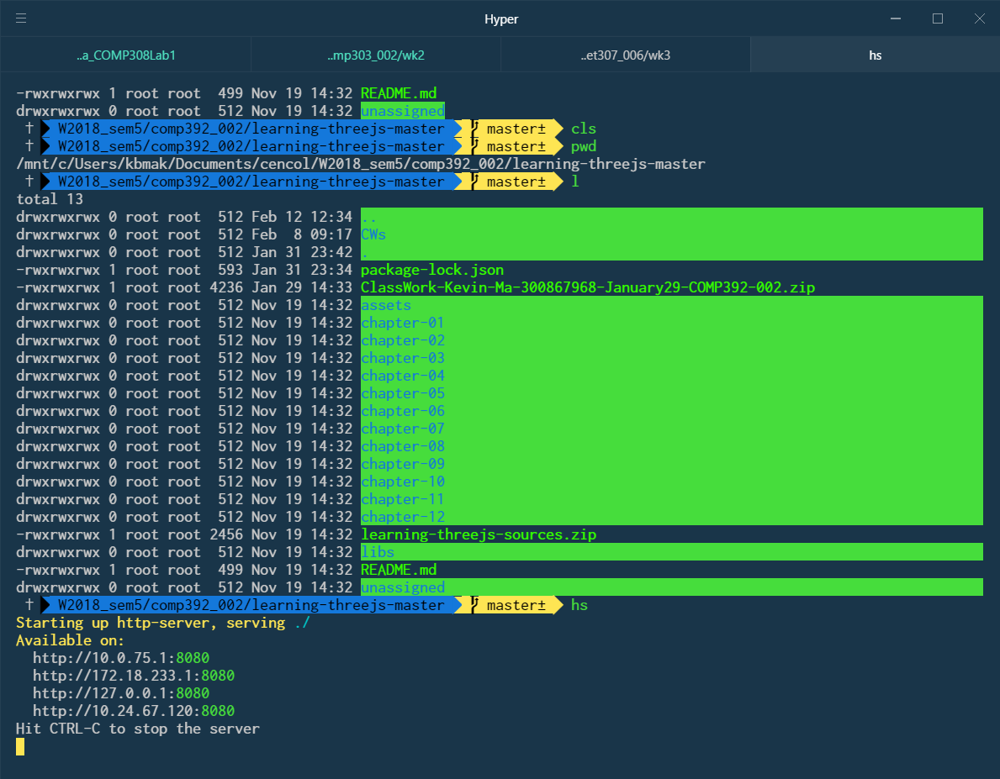 Hyper
..a_COMP308Lab1 ..mp303_002/wk2 ..et307_006/wk3 hs
-rwxrwxrwx 1 root root  499 Nov 19 14:32 README.md
drwxrwxrwx 0 root root  512 Nov 19 14:32 unassigned
† W2018_sem5/comp392_002/learning-threejs-master master± cls
† W2018_sem5/comp392_002/learning-threejs-master master± pwd
/mnt/c/Users/kbmak/Documents/cencol/W2018_sem5/comp392_002/learning-threejs-master
† W2018_sem5/comp392_002/learning-threejs-master master± l
total 13
drwxrwxrwx 0 root root  512 Feb 12 12:34 ..
drwxrwxrwx 0 root root  512 Feb  8 09:17 CWs
drwxrwxrwx 0 root root  512 Jan 31 23:42 .
-rwxrwxrwx 1 root root  593 Jan 31 23:34 package-lock.json
-rwxrwxrwx 1 root root 4236 Jan 29 14:33 ClassWork-Kevin-Ma-300867968-January29-COMP392-002.zip
drwxrwxrwx 0 root root  512 Nov 19 14:32 assets
drwxrwxrwx 0 root root  512 Nov 19 14:32 chapter-01
drwxrwxrwx 0 root root  512 Nov 19 14:32 chapter-02
drwxrwxrwx 0 root root  512 Nov 19 14:32 chapter-03
drwxrwxrwx 0 root root  512 Nov 19 14:32 chapter-04
drwxrwxrwx 0 root root  512 Nov 19 14:32 chapter-05
drwxrwxrwx 0 root root  512 Nov 19 14:32 chapter-06
drwxrwxrwx 0 root root  512 Nov 19 14:32 chapter-07
drwxrwxrwx 0 root root  512 Nov 19 14:32 chapter-08
drwxrwxrwx 0 root root  512 Nov 19 14:32 chapter-09
drwxrwxrwx 0 root root  512 Nov 19 14:32 chapter-10
drwxrwxrwx 0 root root  512 Nov 19 14:32 chapter-11
drwxrwxrwx 0 root root  512 Nov 19 14:32 chapter-12
-rwxrwxrwx 1 root root 2456 Nov 19 14:32 learning-threejs-sources.zip
drwxrwxrwx 0 root root  512 Nov 19 14:32 libs
-rwxrwxrwx 1 root root  499 Nov 19 14:32 README.md
drwxrwxrwx 0 root root  512 Nov 19 14:32 unassigned
† W2018_sem5/comp392_002/learning-threejs-master master± hs
Starting up http-server, serving ./
Available on:
  http://10.0.75.1:8080
  http://172.18.233.1:8080
  http://127.0.0.1:8080
  http://10.24.67.120:8080
Hit CTRL-C to stop the server